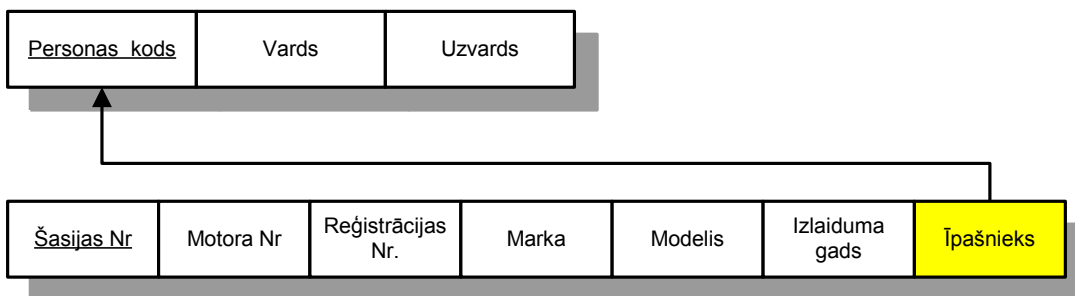 Personas kods
Vards
Uzvards
Šasijas Nr
Motora Nr
Reģistrācijas
Nr.
Marka
Modelis
Izlaiduma
gads
Īpašnieks